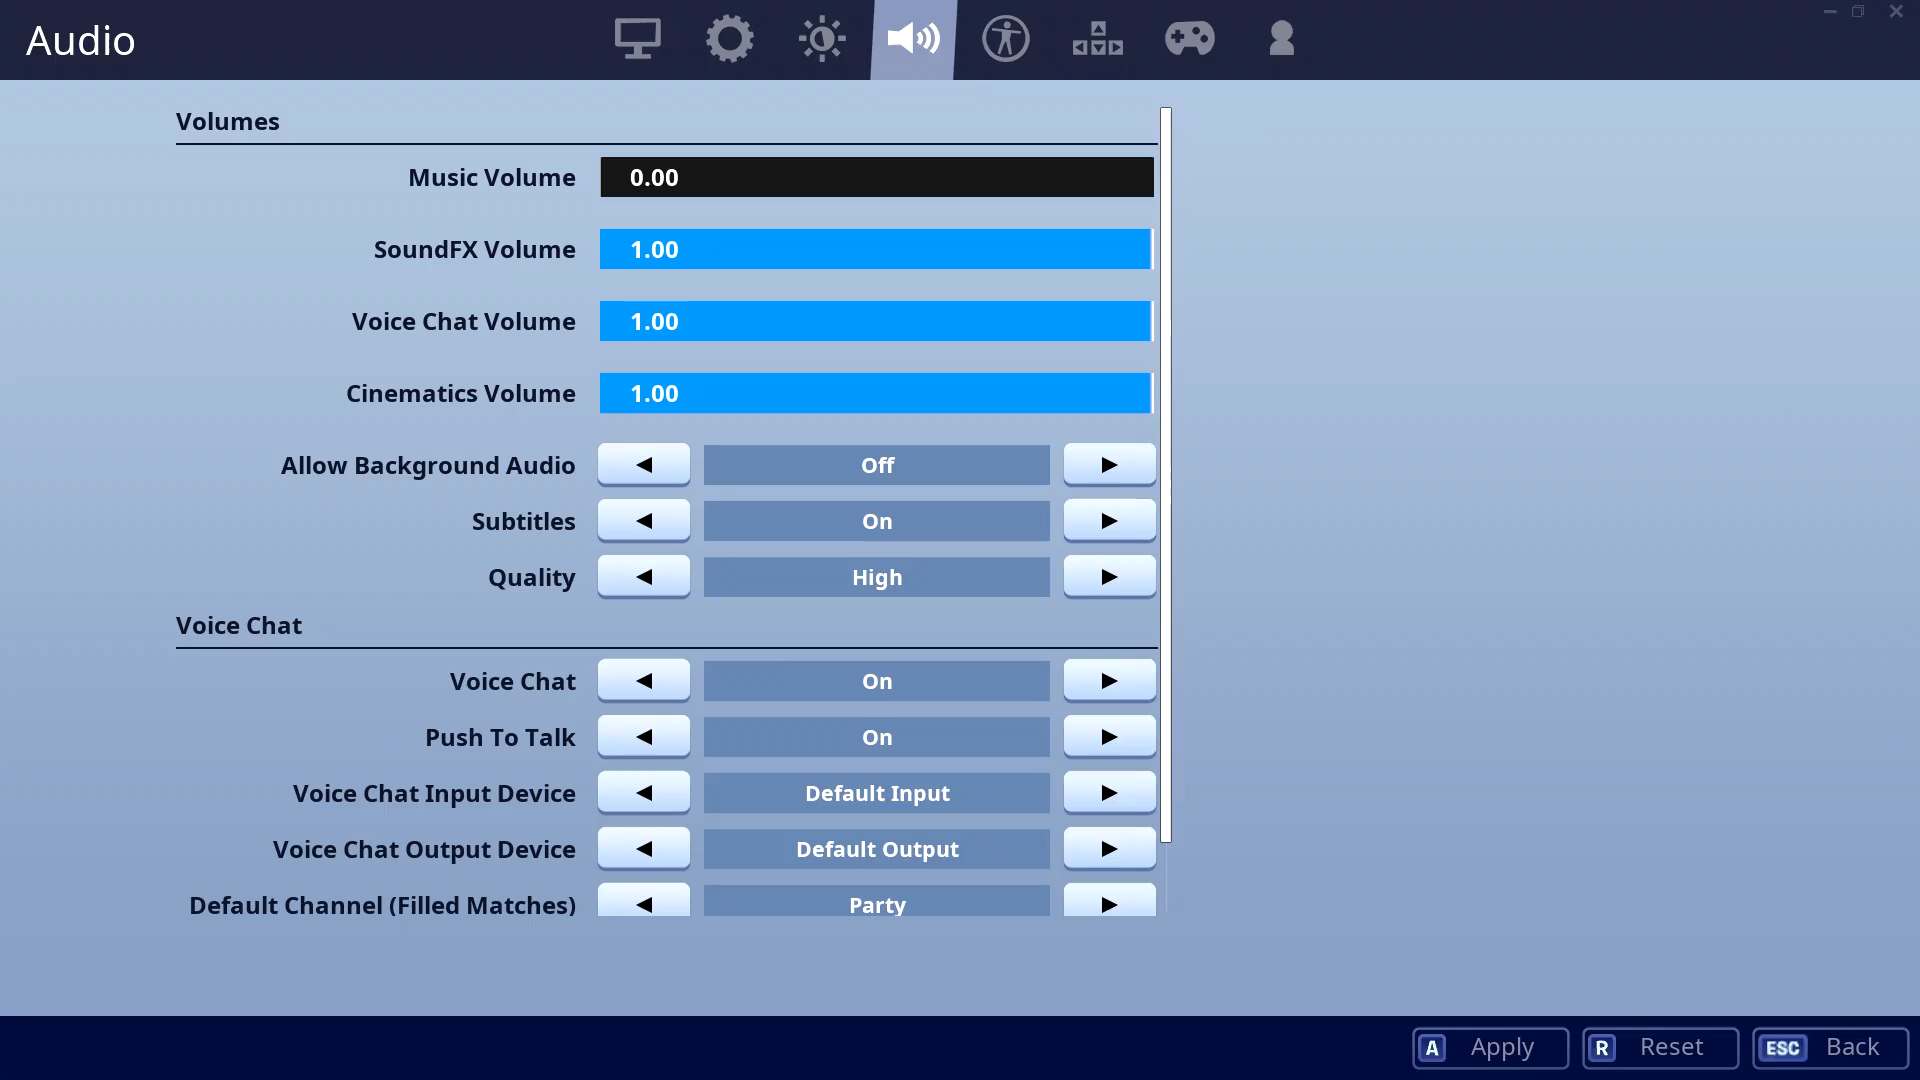 Audio
Volumes
Music Volume 0.00
SoundFX Volume 1.00
Voice Chat Volume 1.00
Cinematics Volume 1.00
Allow Background Audio Off
Subtitles On
Quality High
Voice Chat
Voice Chat On
Push To Talk On
Voice Chat Input Device Default Input
Voice Chat Output Device Default Output
Default Channel (Filled Matches) Party
A Apply R Reset ESC Back